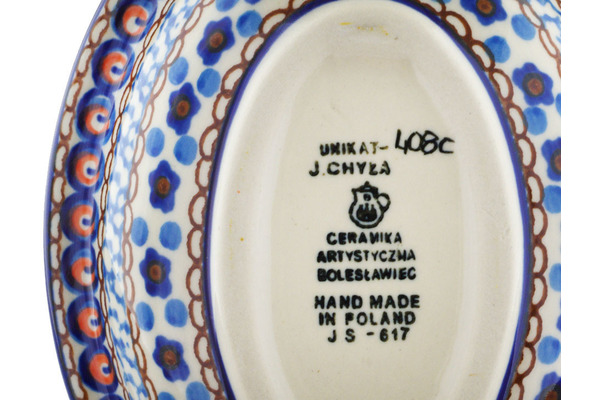 UNIKAT-408C
J.CHYŁA
CERAMIKA
ARTYSTYCZNA
BOLESŁAWIEC
HAND MADE
IN POLAND
JS-617